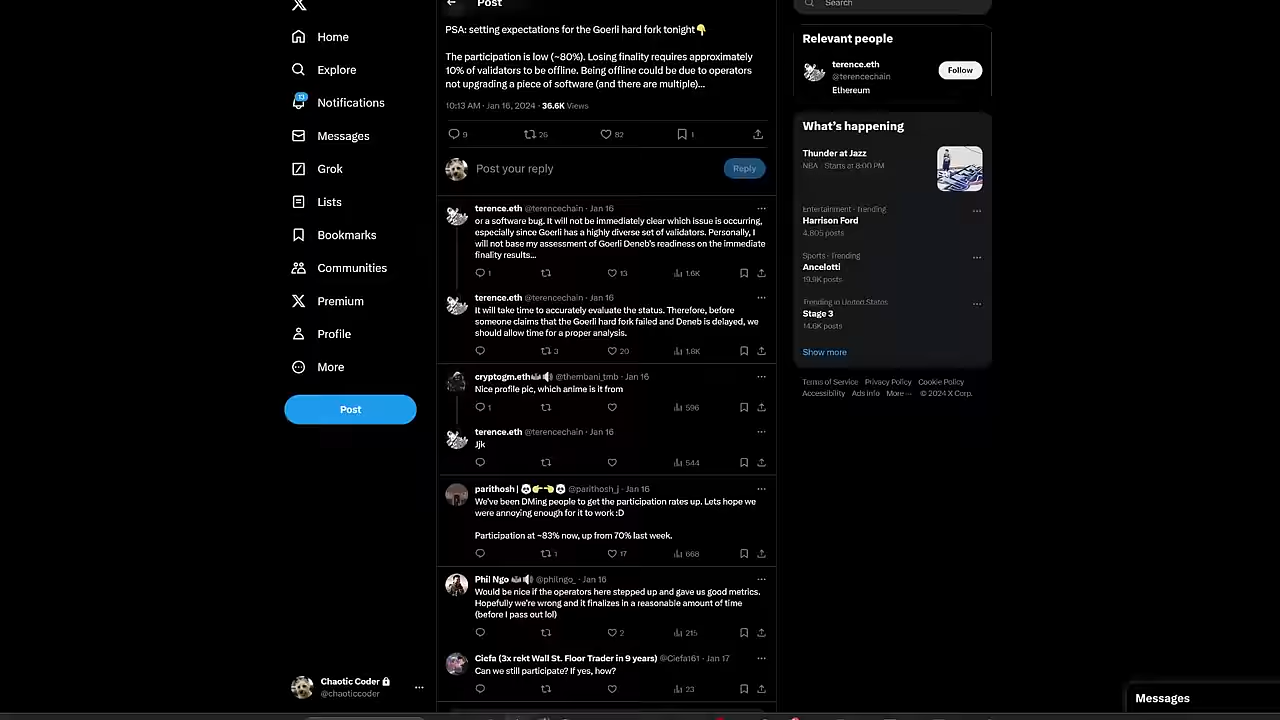 Post
Search
Home
Explore
13
Notifications
Messages
Grok
Lists
Bookmarks
Communities
Premium
Profile
More
Post
Chaotic Coder
@chaoticcoder
PSA: setting expectations for the Goerli hard fork tonight👇
The participation is low (~80%). Losing finality requires approximately
10% of validators to be offline. Being offline could be due to operators
not upgrading a piece of software (and there are multiple)...
10:13 AM · Jan 16, 2024 · 36.6K Views
9 26 82 1
Post your reply
Reply
terence.eth @terencechain · Jan 16
or a software bug. It will not be immediately clear which issue is occurring,
especially since Goerli has a highly diverse set of validators. Personally, I
will not base my assessment of Goerli Deneb's readiness on the immediate
finality results...
1 13 1.6K
terence.eth @terencechain · Jan 16
It will take time to accurately evaluate the status. Therefore, before
someone claims that the Goerli hard fork failed and Deneb is delayed, we
should allow time for a proper analysis.
3 20 1.8K
cryptogm.eth🦇🔊 @thembani_tmb · Jan 16
Nice profile pic, which anime is it from
1 596
terence.eth @terencechain · Jan 16
Jjk
544
parithosh | 🐼👉👈🐼 @parithosh_j · Jan 16
We've been DMing people to get the participation rates up. Lets hope we
were annoying enough for it to work :D
Participation at ~83% now, up from 70% last week.
1 17 668
Phil Ngo 🦇🔊 @philngo_ · Jan 16
Would be nice if the operators here stepped up and gave us good metrics.
Hopefully we're wrong and it finalizes in a reasonable amount of time
(before I pass out lol)
2 215
Ciefa (3x rekt Wall St. Floor Trader in 9 years) @Ciefa161 · Jan 17
Can we still participate? If yes, how?
23
Relevant people
terence.eth
@terencechain
Follow
Ethereum
What's happening
Thunder at Jazz
NBA · Starts at 8:00 PM
Entertainment · Trending
Harrison Ford
4,805 posts
Sports · Trending
Ancelotti
19.9K posts
Trending in United States
Stage 3
14.6K posts
Show more
Terms of Service Privacy Policy Cookie Policy
Accessibility Ads info More ··· © 2024 X Corp.
Messages